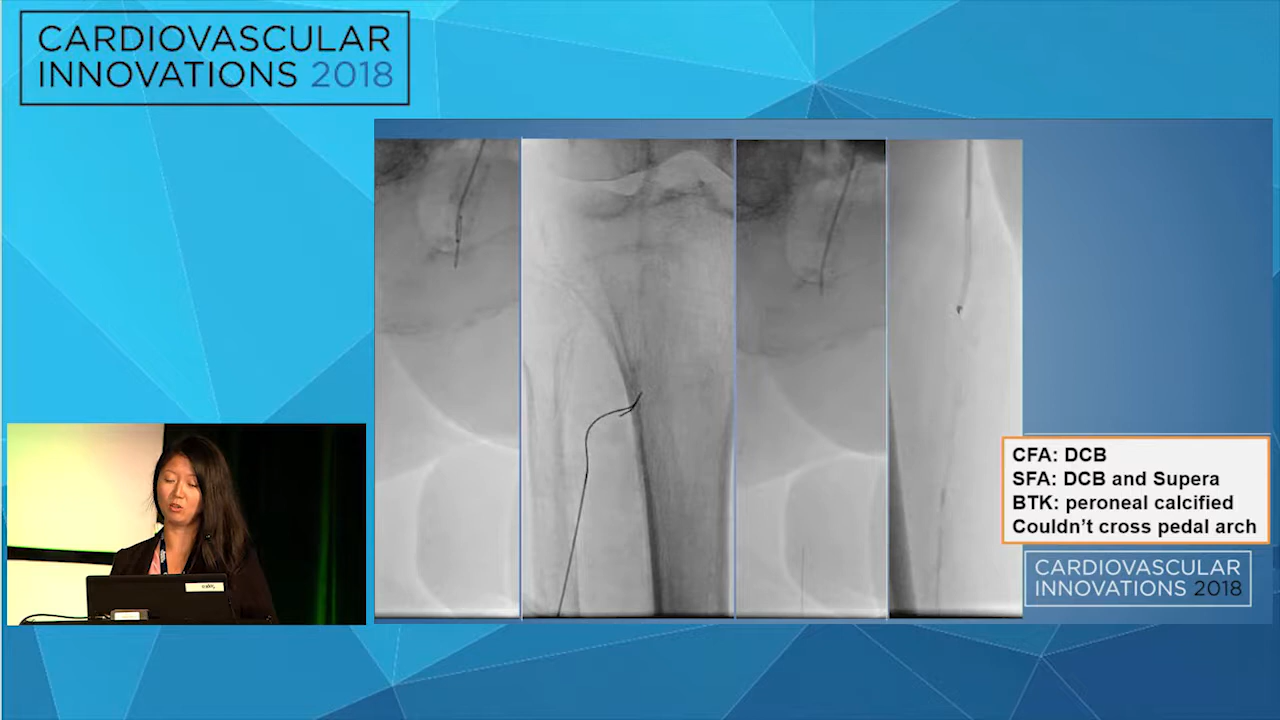 CARDIOVASCULAR
INNOVATIONS 2018
CFA: DCB
SFA: DCB and Supera
BTK: peroneal calcified
Couldn't cross pedal arch
CARDIOVASCULAR
INNOVATIONS 2018